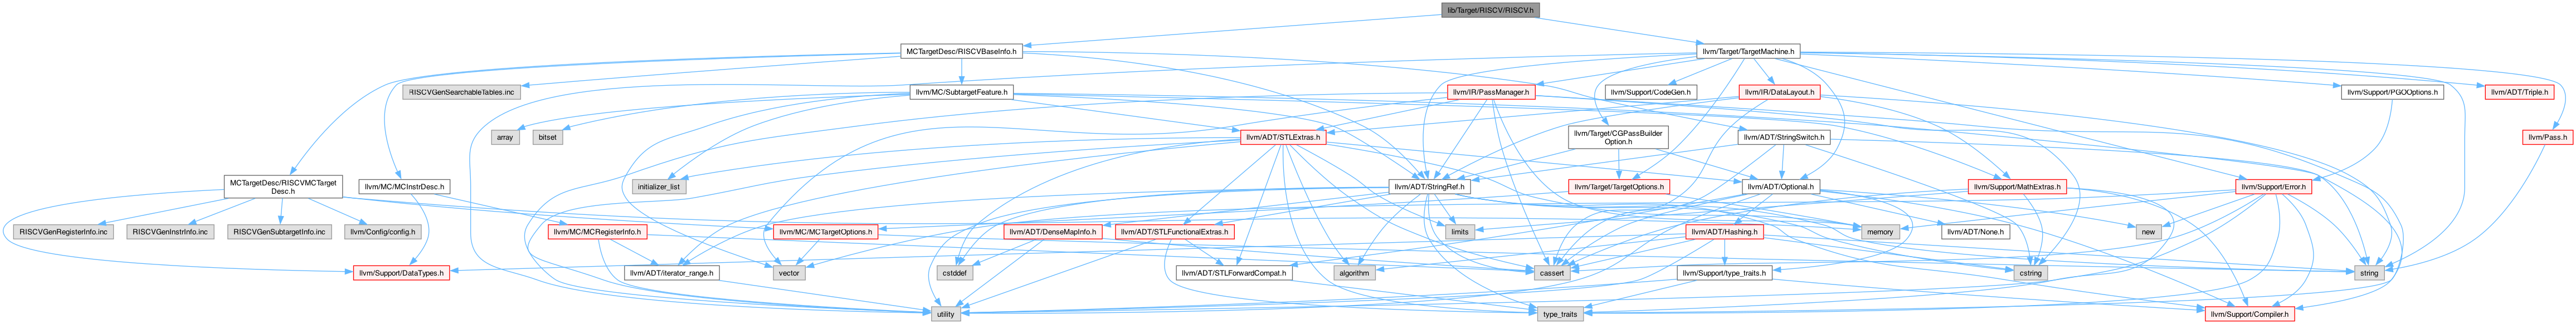 lib/Target/RISCV/RISCV.h
MCTargetDesc/RISCVBaseInfo.h
llvm/Target/TargetMachine.h
RISCVGenSearchableTables.inc
llvm/MC/SubtargetFeature.h
llvm/IR/PassManager.h
llvm/Support/CodeGen.h
llvm/IR/DataLayout.h
llvm/Support/PGOOptions.h
llvm/ADT/Triple.h
array
bitset
llvm/ADT/STLExtras.h
llvm/Target/CGPassBuilder
Option.h
llvm/ADT/StringSwitch.h
llvm/Pass.h
MCTargetDesc/RISCVMCTarget
Desc.h
llvm/MC/MCInstrDesc.h
initializer_list
llvm/ADT/StringRef.h
llvm/Target/TargetOptions.h
llvm/ADT/Optional.h
llvm/Support/MathExtras.h
llvm/Support/Error.h
RISCVGenRegisterInfo.inc
RISCVGenInstrInfo.inc
RISCVGenSubtargetInfo.inc
llvm/Config/config.h
llvm/MC/MCRegisterInfo.h
llvm/MC/MCTargetOptions.h
llvm/ADT/DenseMapInfo.h
llvm/ADT/STLFunctionalExtras.h
limits
memory
llvm/ADT/Hashing.h
llvm/ADT/None.h
new
llvm/Support/DataTypes.h
llvm/ADT/iterator_range.h
vector
cstddef
llvm/ADT/STLForwardCompat.h
cassert
algorithm
llvm/Support/type_traits.h
cstring
string
utility
type_traits
llvm/Support/Compiler.h